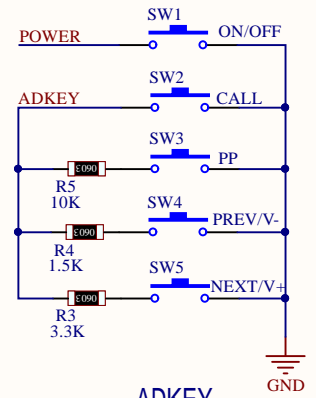 SW1
POWER
ON/OFF
SW2
ADKEY
CALL
SW3
PP
0603
R5
10K
SW4
PREV/V-
0603
R4
1.5K
SW5
NEXT/V+
0603
R3
3.3K
GND
ADKEY